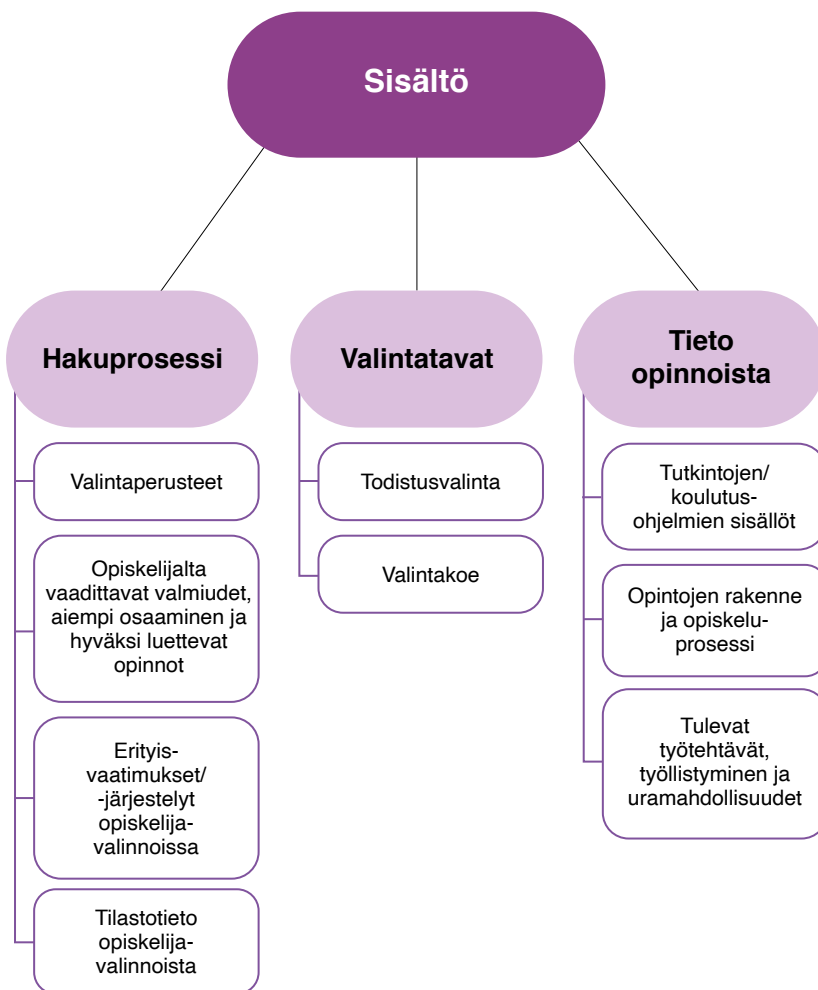 Sisältö
Hakuprosessi
Valintaperusteet
Opiskelijalta
vaadittavat valmiudet,
aiempi osaaminen ja
hyväksi luettevat
opinnot
Erityis-
vaatimukset/
-järjestelyt
opiskelija-
valinnoissa
Tilastotieto
opiskelija-
valinnoista
Valintatavat
Todistusvalinta
Valintakoe
Tieto
opinnoista
Tutkintojen/
koulutus-
ohjelmien sisällöt
Opintojen rakenne
ja opiskelu-
prosessi
Tulevat
työtehtävät,
työllistyminen ja
uramahdollisuudet